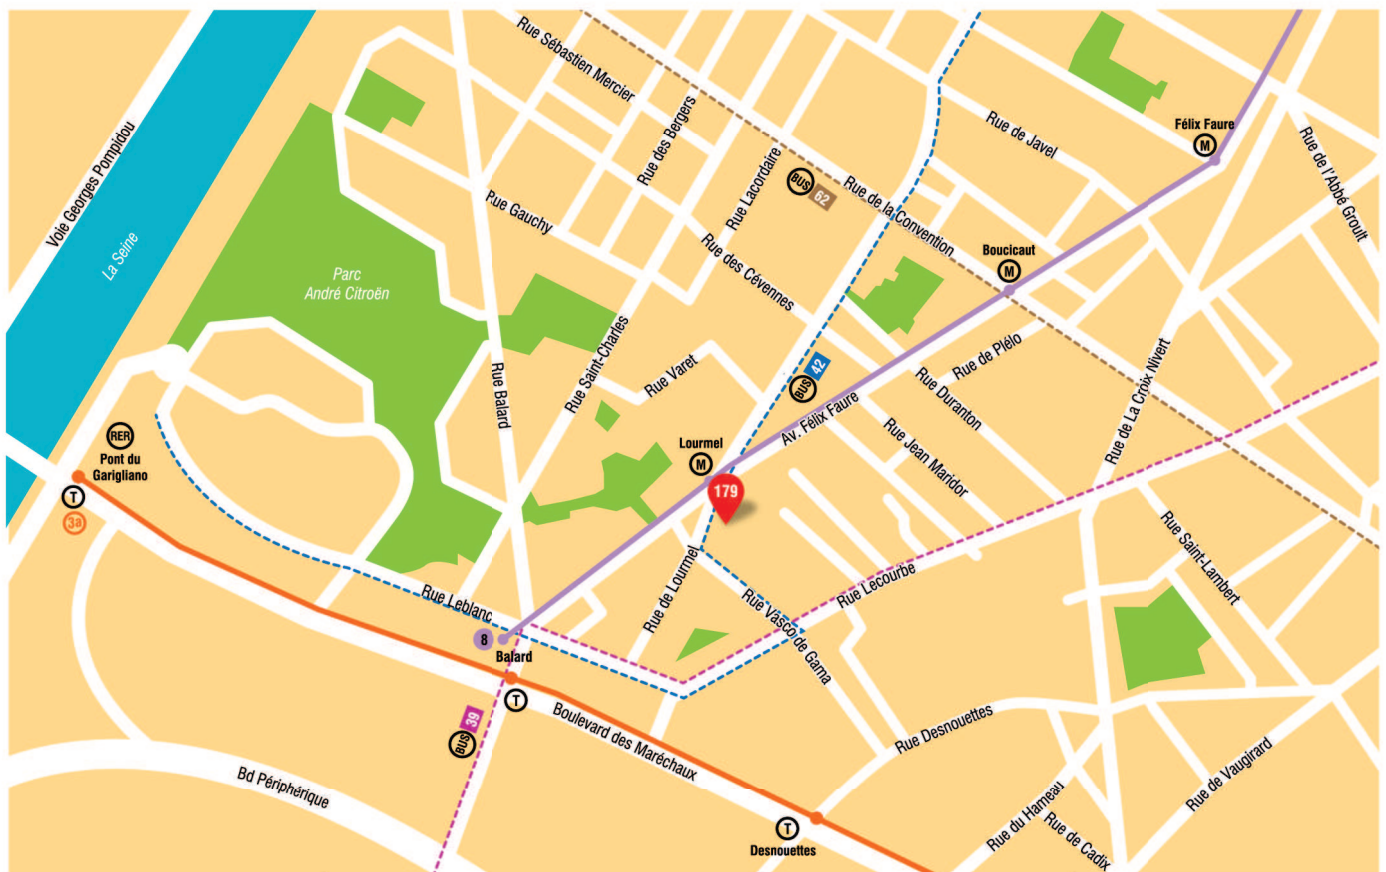 Rue Sébastien Mercier
Rue des Bergers
Rue de Javel
Félix Faure
M
Rue de l'Abbé Groult
Voie Georges Pompidou
La Seine
Rue Lacordaire
BUS 62
Rue de la Convention
Rue Gauchy
Rue des Cévennes
Boucicaut
M
Parc
André Citroën
Rue Saint-Charles
Rue Balard
Rue Varet
BUS 42
Rue de Plélo
Rue Duranton
Rue de La Croix Nivert
Av. Félix Faure
Rue Jean Maridor
RER
Pont du
Garigliano
T
3a
Lourmel
M
179
Rue Saint-Lambert
Rue Lecourbe
Rue de Lourmel
Rue Vasco de Gama
Rue Leblanc
8
Balard
T
BUS 39
Boulevard des Maréchaux
Rue Desnouettes
Bd Périphérique
Rue de Vaugirard
Rue du Hameau
Rue de Cadix
T
Desnouettes